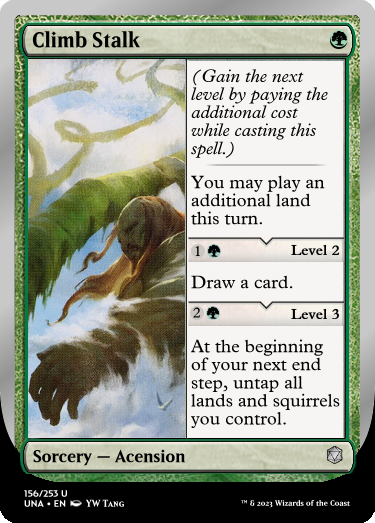 Climb Stalk
(Gain the next
level by paying the
additional cost
while casting this
spell.)
You may play an
additional land
this turn.
1 Level 2
Draw a card.
2 Level 3
At the beginning
of your next end
step, untap all
lands and squirrels
you control.
Sorcery — Acension
156/253 U
UNA • EN YW Tang
™ & 2023 Wizards of the Coast